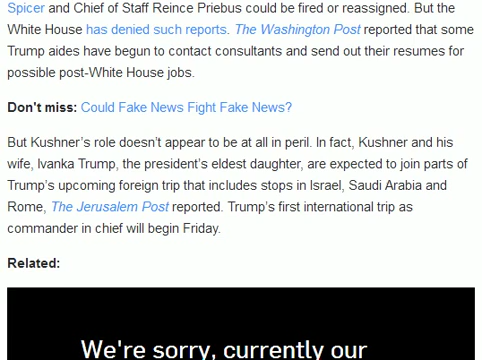 Spicer and Chief of Staff Reince Priebus could be fired or reassigned. But the
White House has denied such reports. The Washington Post reported that some
Trump aides have begun to contact consultants and send out their resumes for
possible post-White House jobs.
Don't miss: Could Fake News Fight Fake News?
But Kushner’s role doesn’t appear to be at all in peril. In fact, Kushner and his
wife, Ivanka Trump, the president’s eldest daughter, are expected to join parts of
Trump’s upcoming foreign trip that includes stops in Israel, Saudi Arabia and
Rome, The Jerusalem Post reported. Trump’s first international trip as
commander in chief will begin Friday.
Related:
We're sorry, currently our